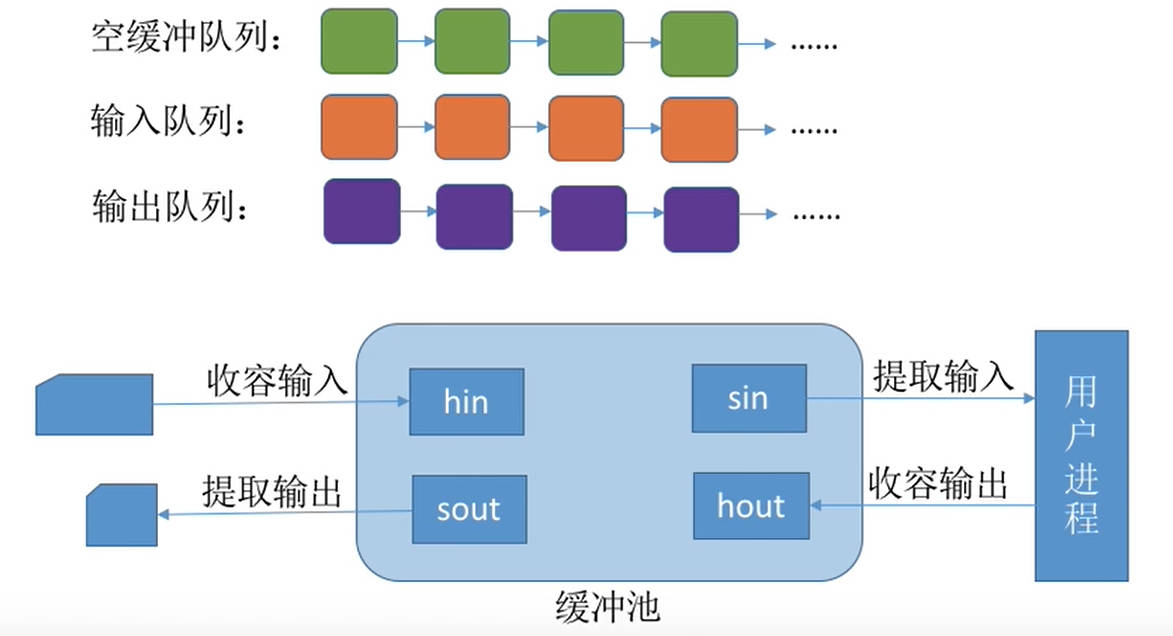 空缓冲队列： ......
输入队列： ......
输出队列： ......
收容输入
hin
sin
提取输入
提取输出
sout
hout
收容输出
用户进程
缓冲池